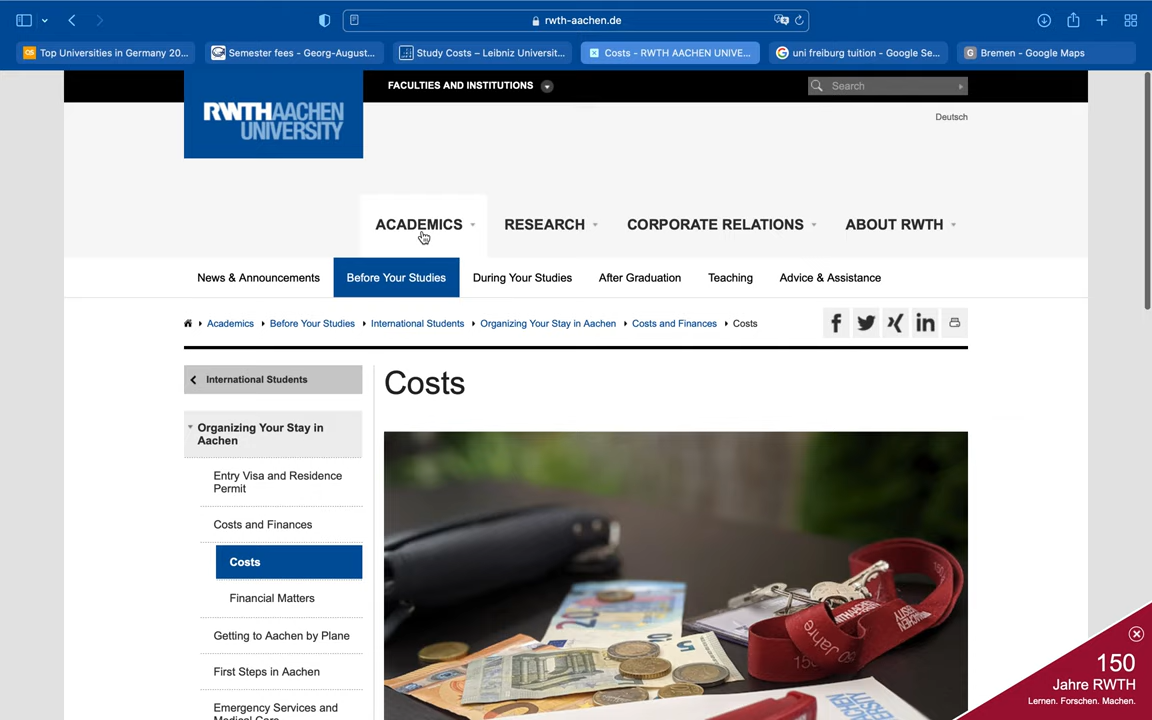 rwth-aachen.de
Top Universities in Germany 20...
Semester fees - Georg-August...
Study Costs – Leibniz Universit...
Costs - RWTH AACHEN UNIVE...
uni freiburg tuition - Google Se...
Bremen - Google Maps
FACULTIES AND INSTITUTIONS
Search
RWTHAACHEN
UNIVERSITY
Deutsch
ACADEMICS
RESEARCH
CORPORATE RELATIONS
ABOUT RWTH
News & Announcements
Before Your Studies
During Your Studies
After Graduation
Teaching
Advice & Assistance
Academics
Before Your Studies
International Students
Organizing Your Stay in Aachen
Costs and Finances
Costs
International Students
Costs
Organizing Your Stay in
Aachen
Entry Visa and Residence
Permit
Costs and Finances
Costs
Financial Matters
Getting to Aachen by Plane
First Steps in Aachen
Emergency Services and
Medical Care
150
Jahre RWTH
Lernen. Forschen. Machen.